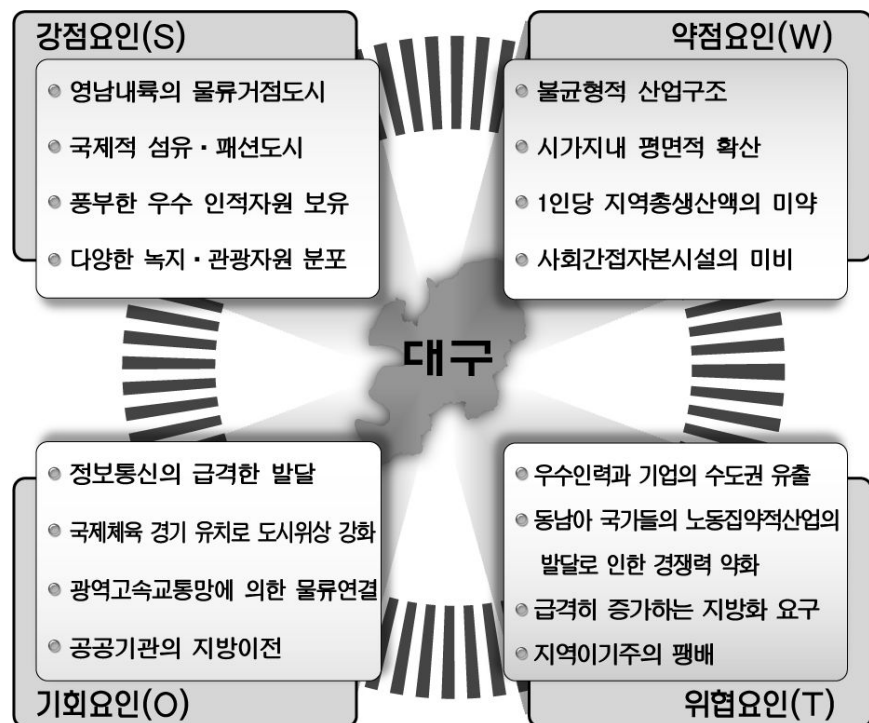 강점요인(S)
영남내륙의 물류거점도시
국제적 섬유·패션도시
풍부한 우수 인적자원 보유
다양한 녹지·관광자원 분포
약점요인(W)
불균형적 산업구조
시가지내 평면적 확산
1인당 지역총생산액의 미약
사회간접자본시설의 미비
대구
정보통신의 급격한 발달
국제체육 경기 유치로 도시위상 강화
광역고속교통망에 의한 물류연결
공공기관의 지방이전
기회요인(O)
우수인력과 기업의 수도권 유출
동남아 국가들의 노동집약적산업의
발달로 인한 경쟁력 약화
급격히 증가하는 지방화 요구
지역이기주의 팽배
위협요인(T)